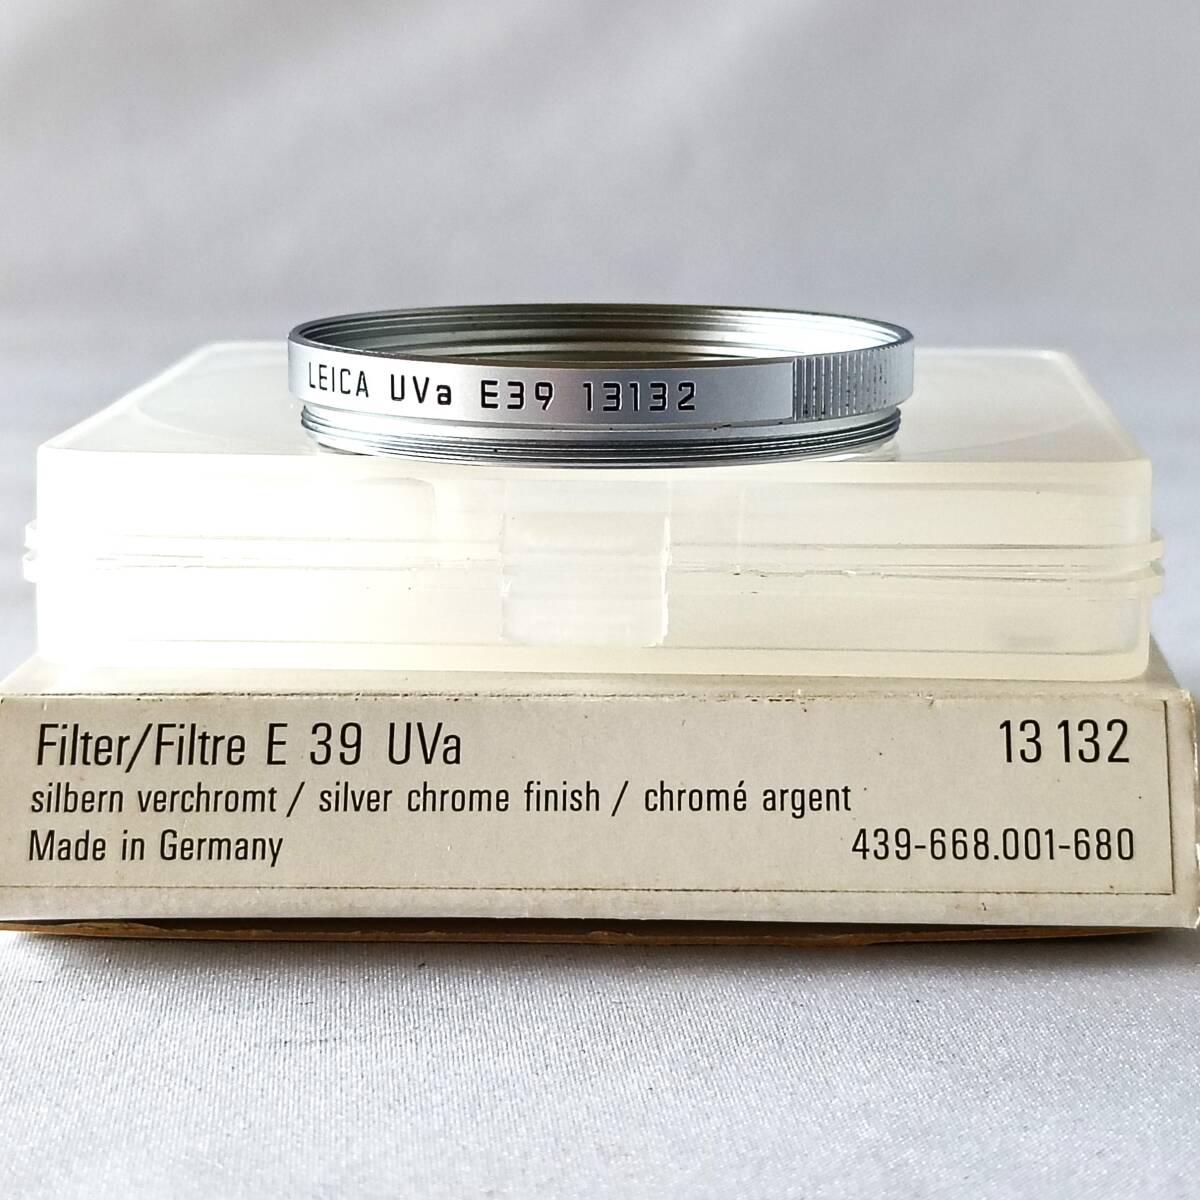 LEICA UVa E39 13132
Filter/Filtre E 39 UVa 13 132
silbern verchromt / silver chrome finish / chromé argent
Made in Germany 439-668.001-680